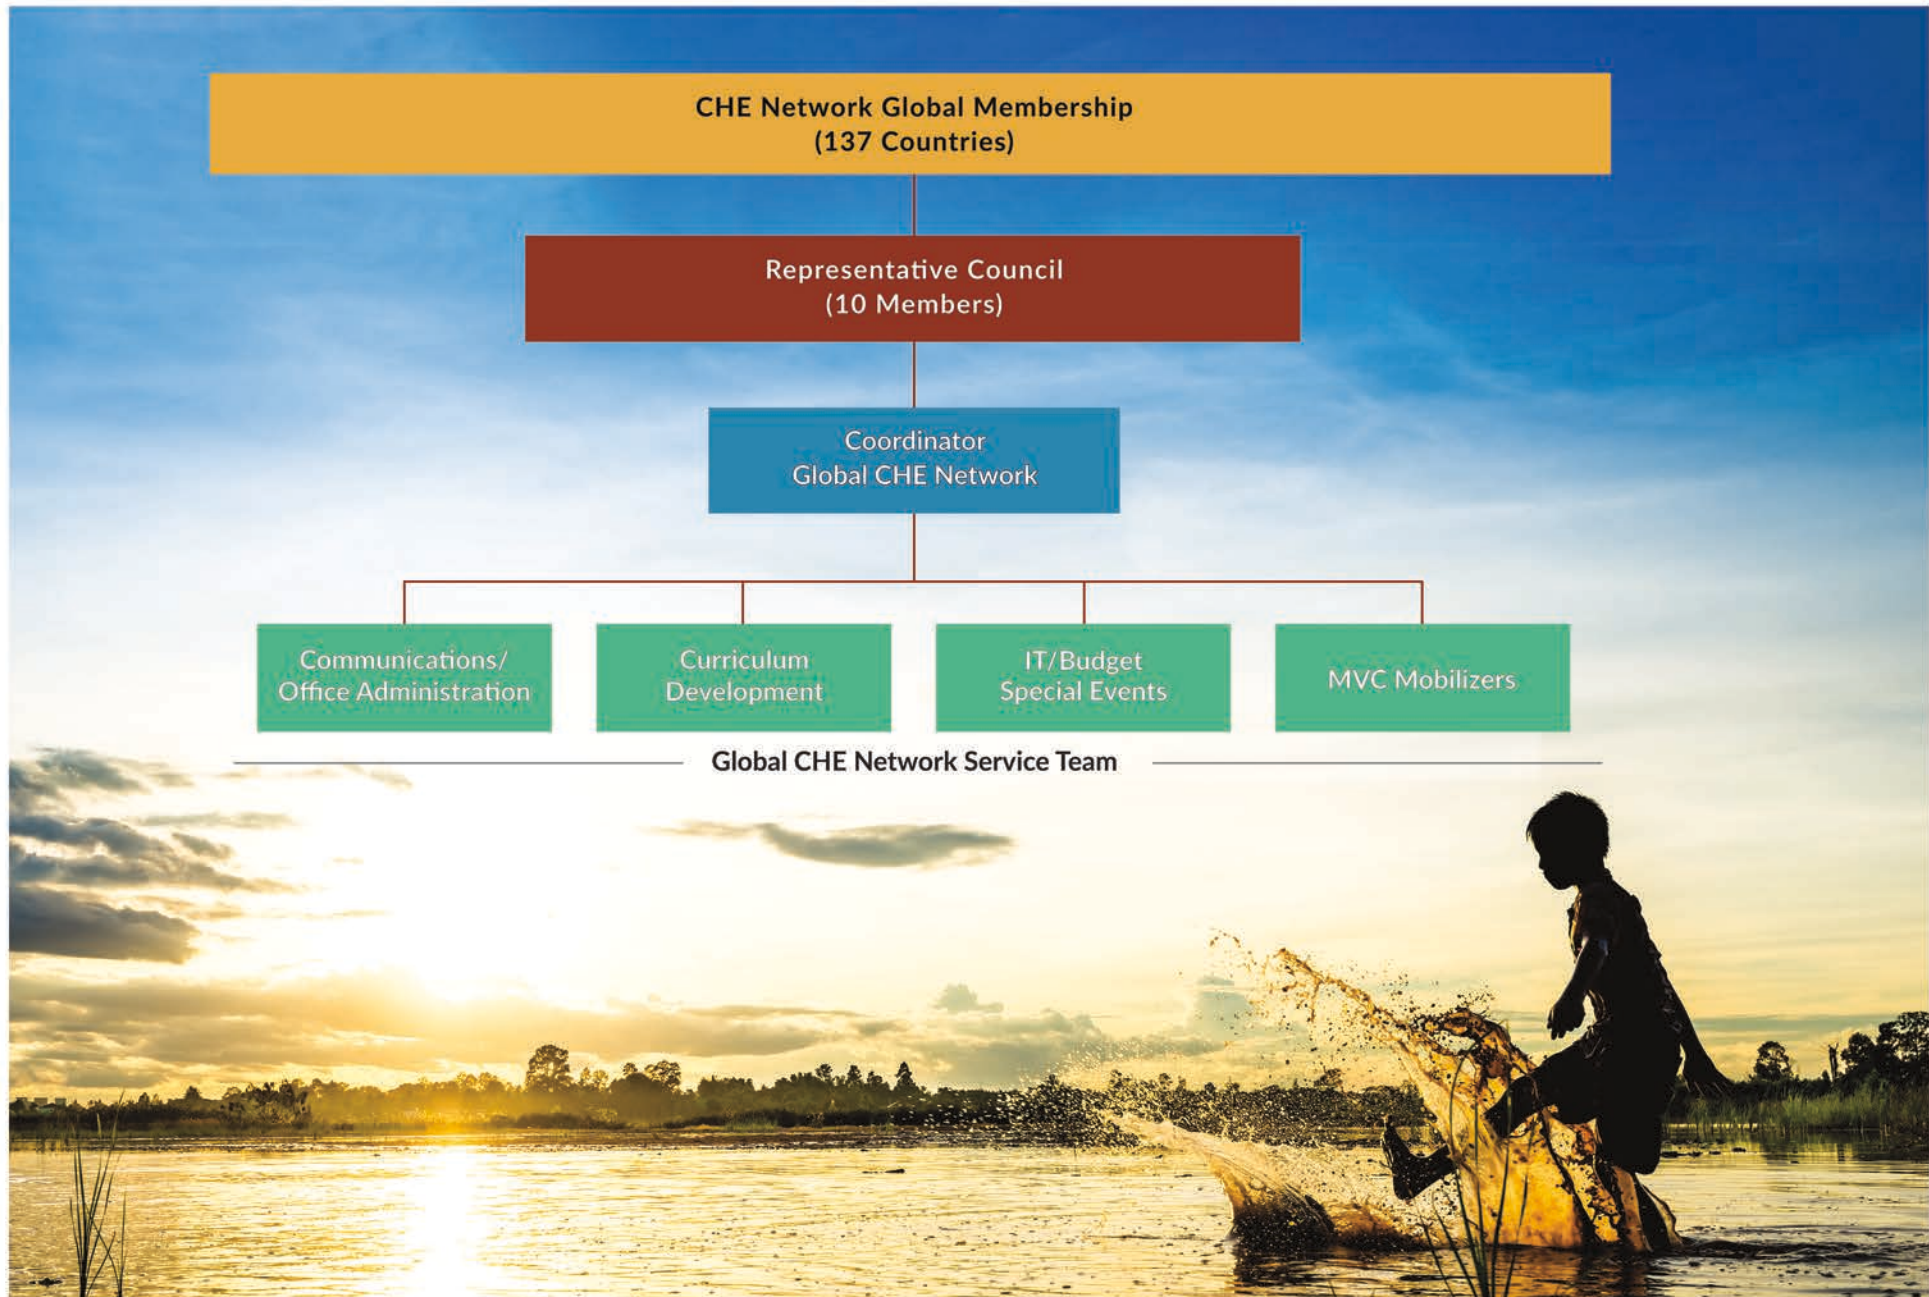 CHE Network Global Membership
(137 Countries)
Representative Council
(10 Members)
Coordinator
Global CHE Network
Communications/
Office Administration
Curriculum
Development
IT/Budget
Special Events
MVC Mobilizers
Global CHE Network Service Team